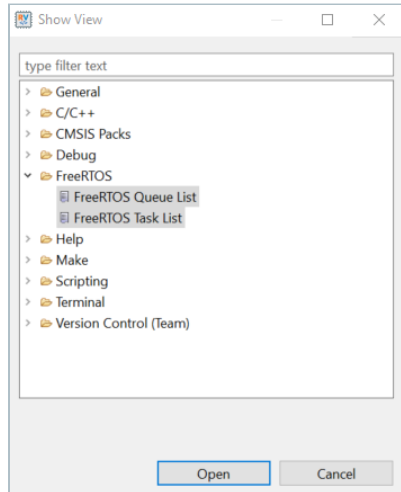 RV
Show View
type filter text
General
C/C++
CMSIS Packs
Debug
FreeRTOS
FreeRTOS Queue List
FreeRTOS Task List
Help
Make
Scripting
Terminal
Version Control (Team)
Open
Cancel